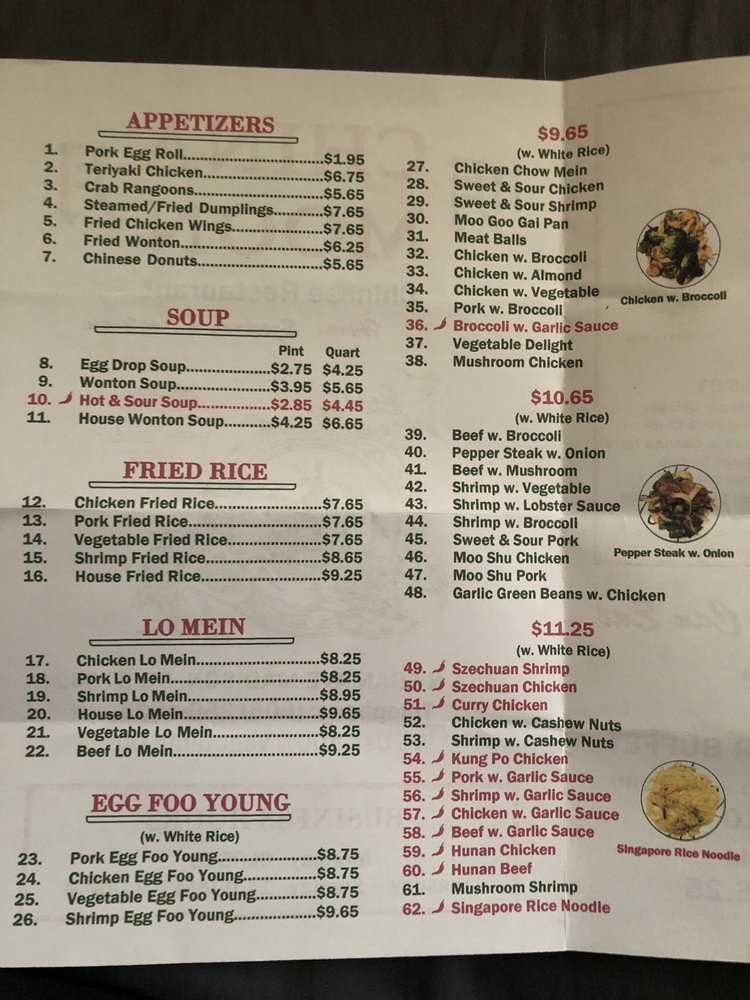 APPETIZERS
1. Pork Egg Roll..............................$1.95
2. Teriyaki Chicken..........................$6.75
3. Crab Rangoons............................$5.65
4. Steamed/Fried Dumplings...........$7.65
5. Fried Chicken Wings....................$7.65
6. Fried Wonton..............................$6.25
7. Chinese Donuts...........................$5.65
SOUP
Pint Quart
8. Egg Drop Soup.................$2.75 $4.25
9. Wonton Soup...................$3.95 $5.65
10. Hot & Sour Soup...............$2.85 $4.45
11. House Wonton Soup..........$4.25 $6.65
FRIED RICE
12. Chicken Fried Rice.......................$7.65
13. Pork Fried Rice............................$7.65
14. Vegetable Fried Rice....................$7.65
15. Shrimp Fried Rice........................$8.65
16. House Fried Rice.........................$9.25
LO MEIN
17. Chicken Lo Mein..........................$8.25
18. Pork Lo Mein...............................$8.25
19. Shrimp Lo Mein............................$8.95
20. House Lo Mein.............................$9.65
21. Vegetable Lo Mein.......................$8.25
22. Beef Lo Mein...............................$9.25
EGG FOO YOUNG
(w. White Rice)
23. Pork Egg Foo Young.....................$8.75
24. Chicken Egg Foo Young...............$8.75
25. Vegetable Egg Foo Young.............$8.75
26. Shrimp Egg Foo Young.................$9.65
$9.65
(w. White Rice)
27. Chicken Chow Mein
28. Sweet & Sour Chicken
29. Sweet & Sour Shrimp
30. Moo Goo Gai Pan
31. Meat Balls
32. Chicken w. Broccoli
33. Chicken w. Almond
34. Chicken w. Vegetable
35. Pork w. Broccoli
36. Broccoli w. Garlic Sauce
37. Vegetable Delight
38. Mushroom Chicken
Chicken w. Broccoli
$10.65
(w. White Rice)
39. Beef w. Broccoli
40. Pepper Steak w. Onion
41. Beef w. Mushroom
42. Shrimp w. Vegetable
43. Shrimp w. Lobster Sauce
44. Shrimp w. Broccoli
45. Sweet & Sour Pork
46. Moo Shu Chicken
47. Moo Shu Pork
48. Garlic Green Beans w. Chicken
Pepper Steak w. Onion
$11.25
(w. White Rice)
49. Szechuan Shrimp
50. Szechuan Chicken
51. Curry Chicken
52. Chicken w. Cashew Nuts
53. Shrimp w. Cashew Nuts
54. Kung Po Chicken
55. Pork w. Garlic Sauce
56. Shrimp w. Garlic Sauce
57. Chicken w. Garlic Sauce
58. Beef w. Garlic Sauce
59. Hunan Chicken
60. Hunan Beef
61. Mushroom Shrimp
62. Singapore Rice Noodle
Singapore Rice Noodle